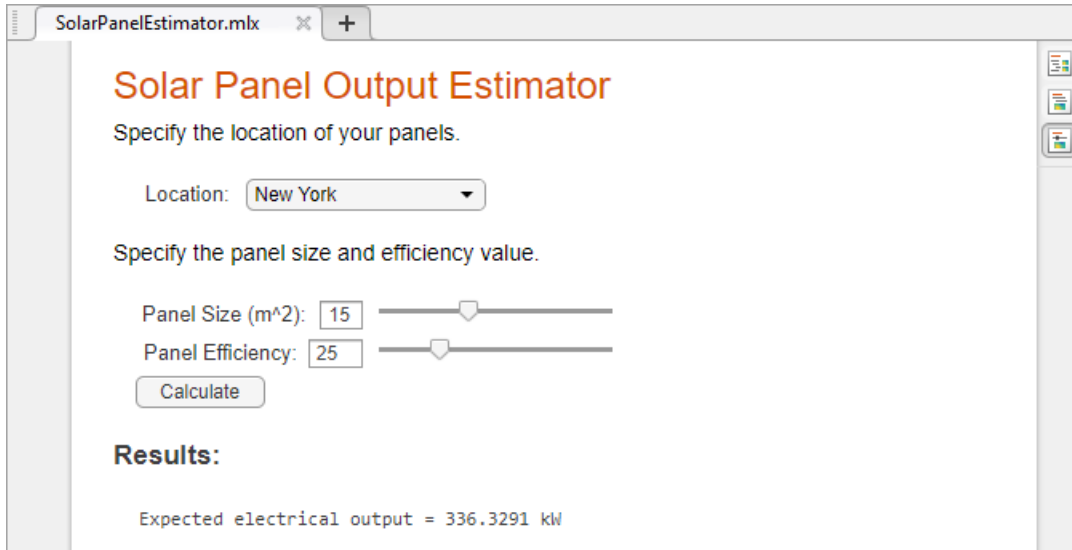 SolarPanelEstimator.mlx
Solar Panel Output Estimator
Specify the location of your panels.
Location: New York
Specify the panel size and efficiency value.
Panel Size (m^2): 15
Panel Efficiency: 25
Calculate
Results:
Expected electrical output = 336.3291 kW